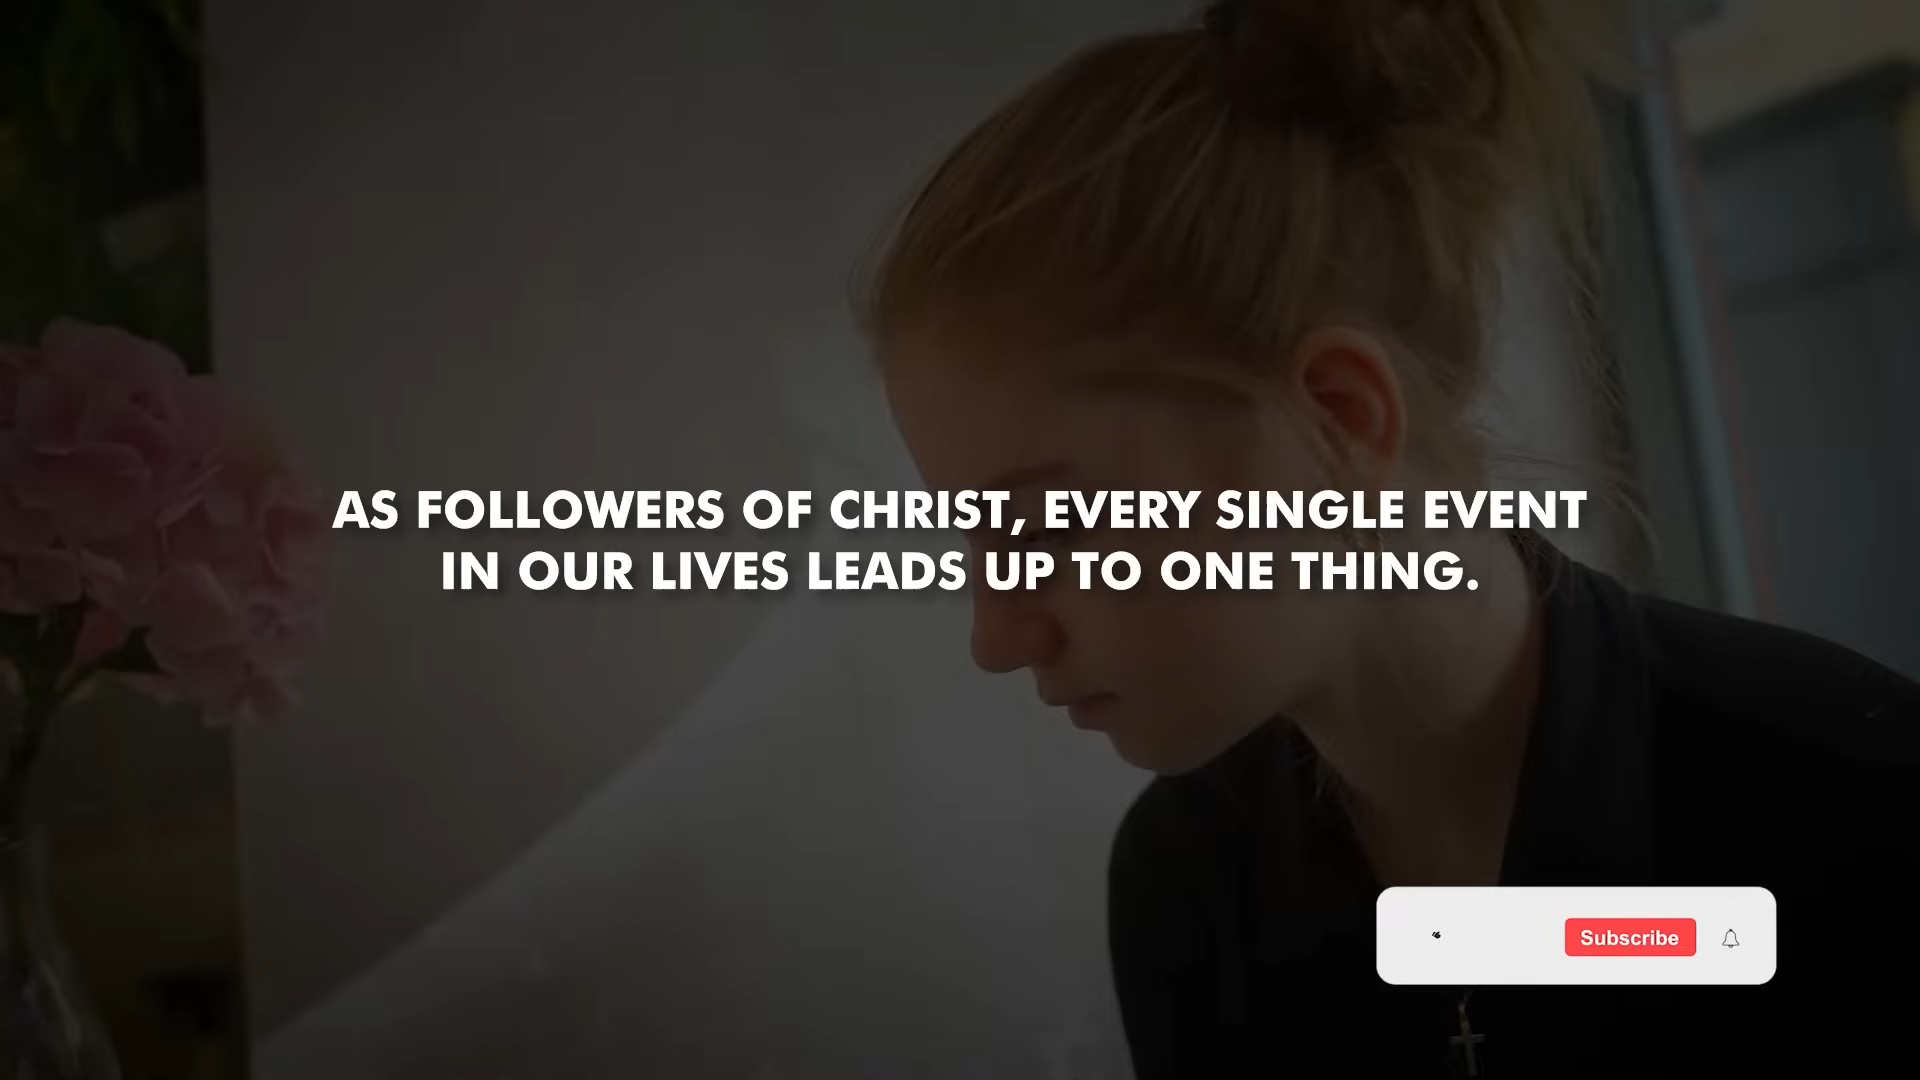 AS FOLLOWERS OF CHRIST, EVERY SINGLE EVENT
IN OUR LIVES LEADS UP TO ONE THING.
Subscribe